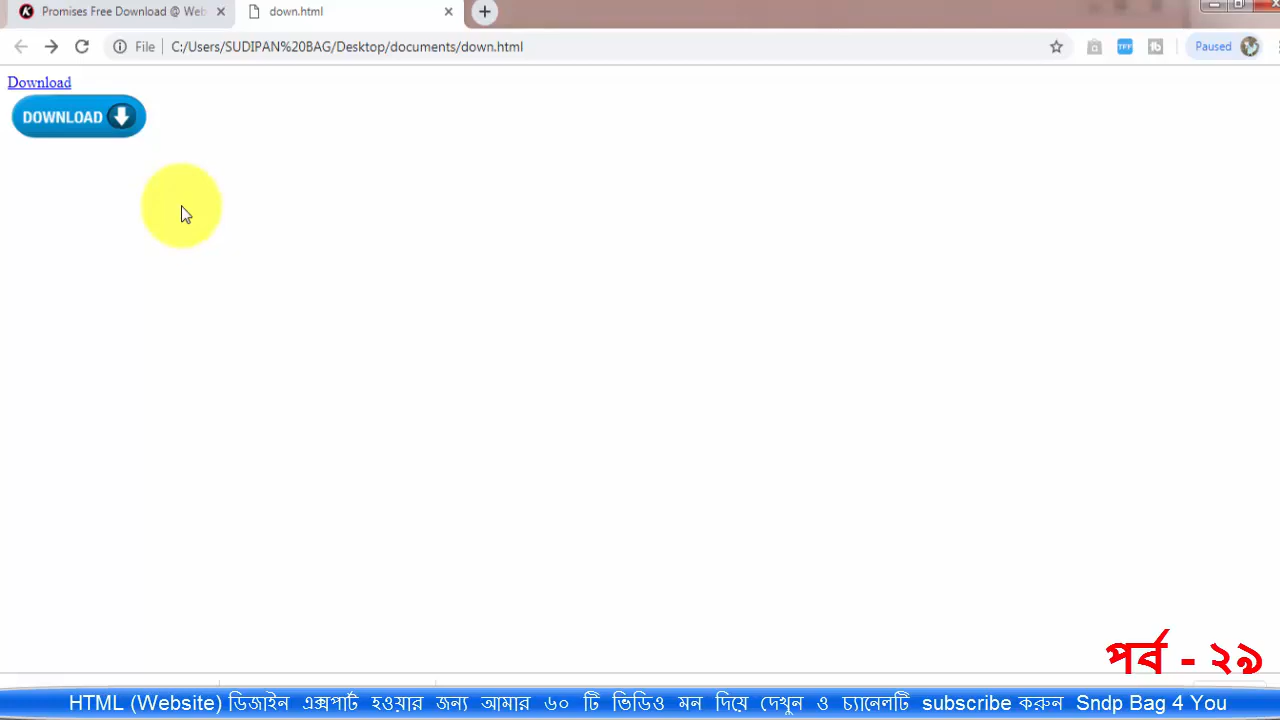 Promises Free Download @ Web
down.html
File
C:/Users/SUDIPAN%20BAG/Desktop/documents/down.html
Paused
Download
DOWNLOAD
পর্ব - ২৯
HTML (Website) ডিজাইন এক্সপার্ট হওয়ার জন্য আমার ৬০ টি ভিডিও মন দিয়ে দেখুন ও চ্যানেলটি subscribe করুন Sndp Bag 4 You